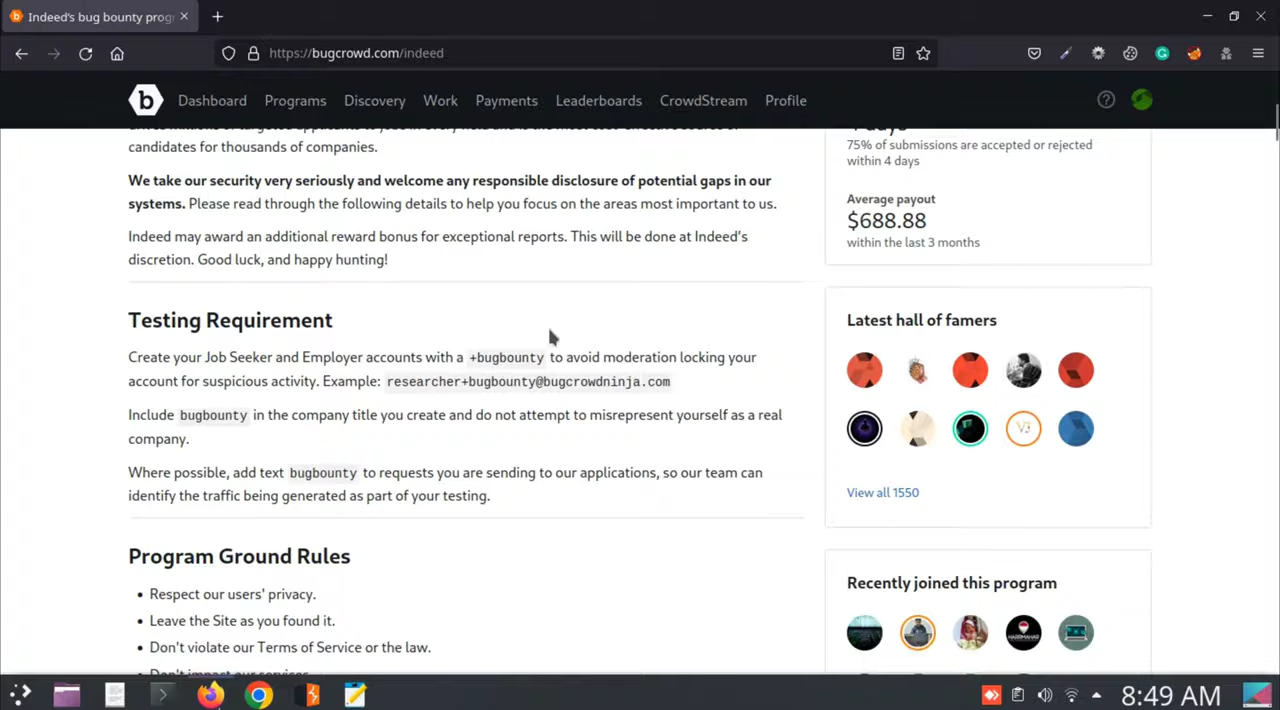 Indeed's bug bounty prog
https://bugcrowd.com/indeed
b
Dashboard Programs Discovery Work Payments Leaderboards CrowdStream Profile
candidates for thousands of companies.
We take our security very seriously and welcome any responsible disclosure of potential gaps in our
systems. Please read through the following details to help you focus on the areas most important to us.
Indeed may award an additional reward bonus for exceptional reports. This will be done at Indeed's
discretion. Good luck, and happy hunting!
Testing Requirement
Create your Job Seeker and Employer accounts with a +bugbounty to avoid moderation locking your
account for suspicious activity. Example: researcher+bugbounty@bugcrowdninja.com
Include bugbounty in the company title you create and do not attempt to misrepresent yourself as a real
company.
Where possible, add text bugbounty to requests you are sending to our applications, so our team can
identify the traffic being generated as part of your testing.
Program Ground Rules
• Respect our users' privacy.
• Leave the Site as you found it.
• Don't violate our Terms of Service or the law.
• Don't impact our services
days
75% of submissions are accepted or rejected
within 4 days
Average payout
$688.88
within the last 3 months
Latest hall of famers
View all 1550
Recently joined this program
8:49 AM